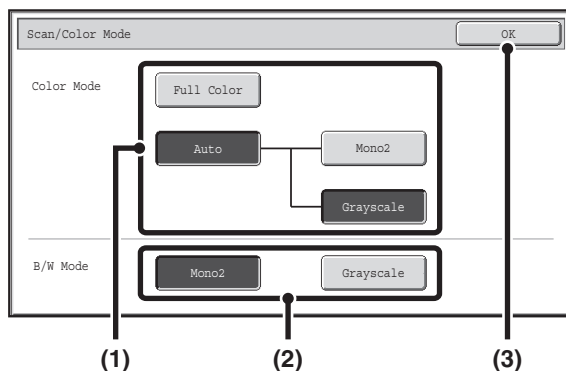 Scan/Color Mode
OK
Color Mode
Full Color
Auto
Mono2
Grayscale
B/W Mode
Mono2
Grayscale
(1)
(2)
(3)